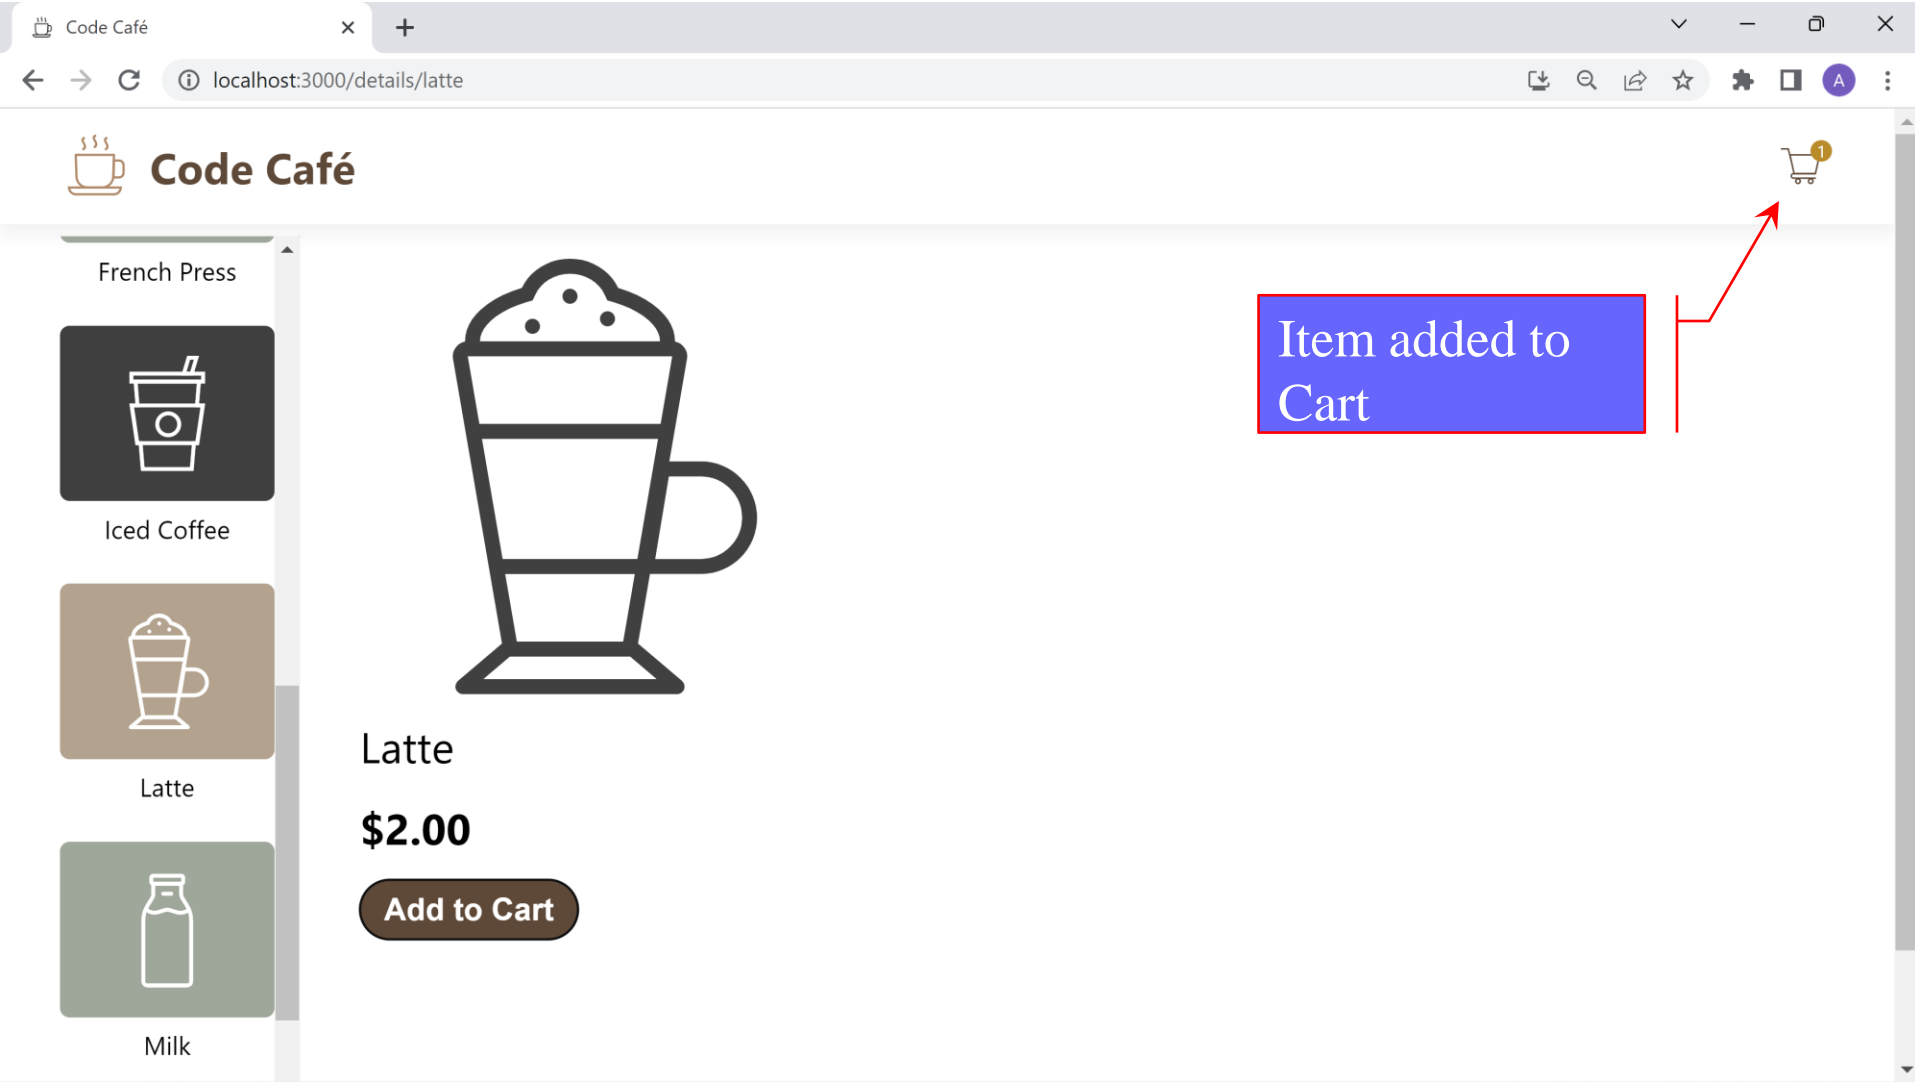 Code Café
localhost:3000/details/latte
A
Code Café
1
French Press
Iced Coffee
Latte
Milk
Latte
$2.00
Add to Cart
Item added to
Cart